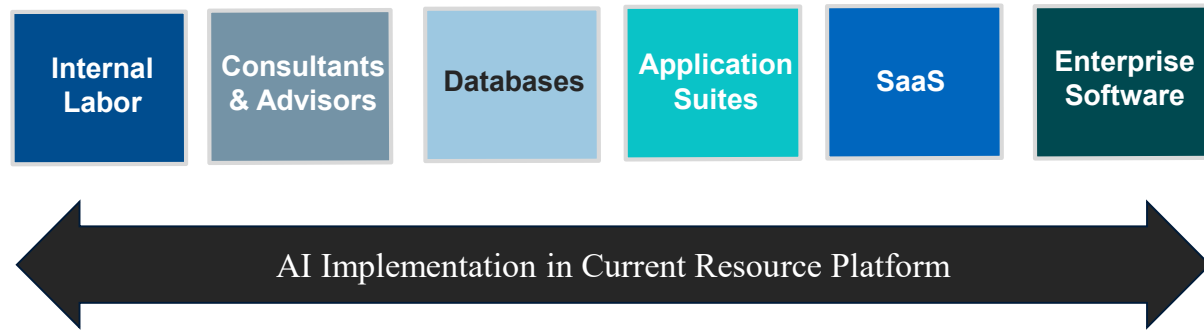 Internal
Labor
Consultants
& Advisors
Databases
Application
Suites
SaaS
Enterprise
Software
AI Implementation in Current Resource Platform